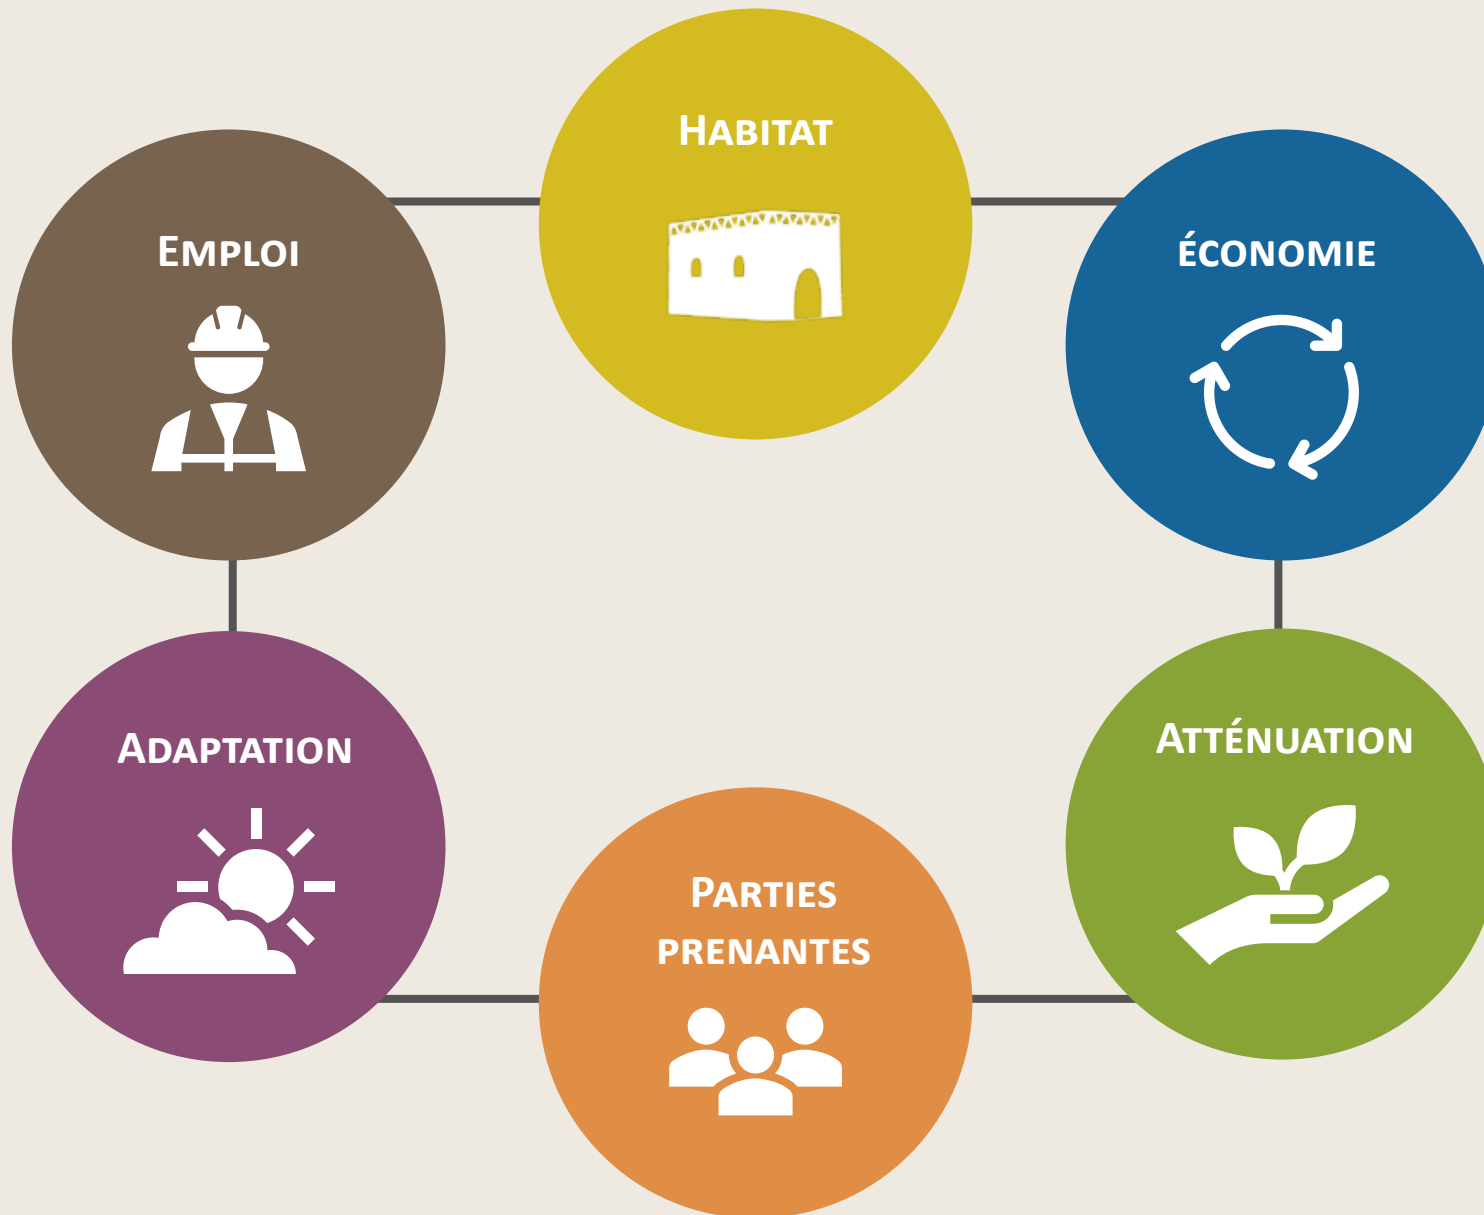 Habitat
Emploi
économie
Adaptation
Atténuation
Parties
prenantes